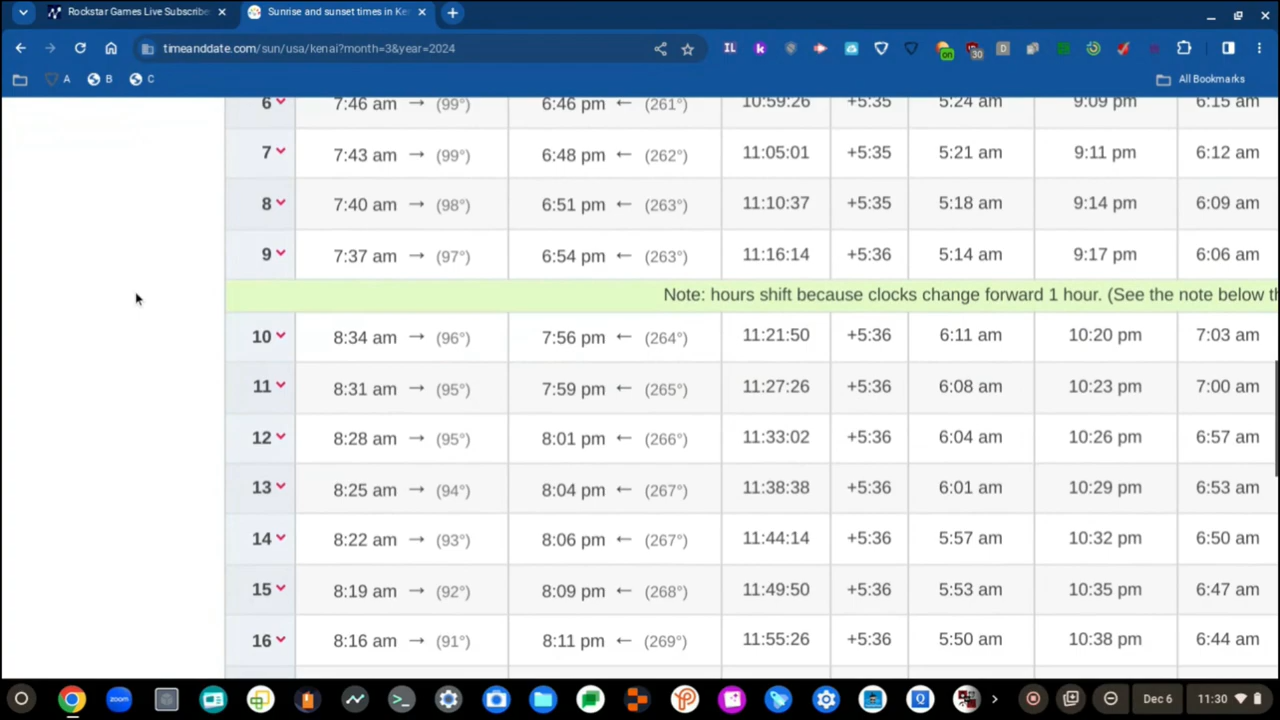 Rockstar Games Live Subscribe
Sunrise and sunset times in Ke
timeanddate.com/sun/usa/kenai?month=3&year=2024
IL
k
on
30
D
A
B
C
All Bookmarks
6 7:46 am → (99°) 6:46 pm ← (261°) 10:59:26 +5:35 5:24 am 9:09 pm 6:15 am
7 7:43 am → (99°) 6:48 pm ← (262°) 11:05:01 +5:35 5:21 am 9:11 pm 6:12 am
8 7:40 am → (98°) 6:51 pm ← (263°) 11:10:37 +5:35 5:18 am 9:14 pm 6:09 am
9 7:37 am → (97°) 6:54 pm ← (263°) 11:16:14 +5:36 5:14 am 9:17 pm 6:06 am
Note: hours shift because clocks change forward 1 hour. (See the note below th
10 8:34 am → (96°) 7:56 pm ← (264°) 11:21:50 +5:36 6:11 am 10:20 pm 7:03 am
11 8:31 am → (95°) 7:59 pm ← (265°) 11:27:26 +5:36 6:08 am 10:23 pm 7:00 am
12 8:28 am → (95°) 8:01 pm ← (266°) 11:33:02 +5:36 6:04 am 10:26 pm 6:57 am
13 8:25 am → (94°) 8:04 pm ← (267°) 11:38:38 +5:36 6:01 am 10:29 pm 6:53 am
14 8:22 am → (93°) 8:06 pm ← (267°) 11:44:14 +5:36 5:57 am 10:32 pm 6:50 am
15 8:19 am → (92°) 8:09 pm ← (268°) 11:49:50 +5:36 5:53 am 10:35 pm 6:47 am
16 8:16 am → (91°) 8:11 pm ← (269°) 11:55:26 +5:36 5:50 am 10:38 pm 6:44 am
zoom
Q
Dec 6
11:30